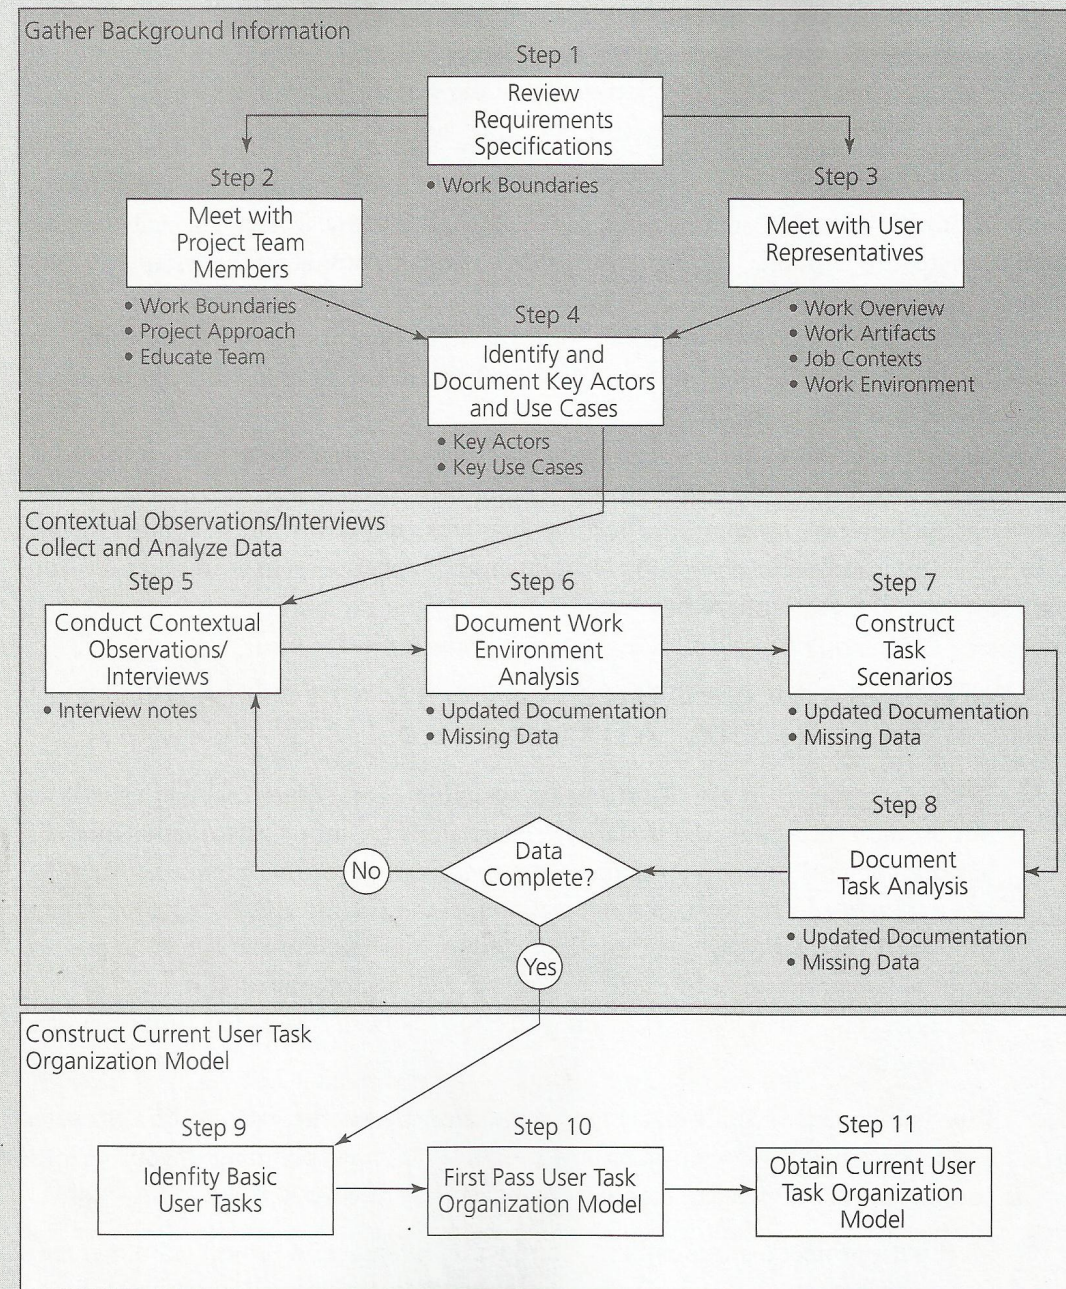 Gather Background Information
Step 1
Review
Requirements
Specifications
• Work Boundaries
Step 2
Meet with
Project Team
Members
• Work Boundaries
• Project Approach
• Educate Team
Step 3
Meet with User
Representatives
• Work Overview
• Work Artifacts
• Job Contexts
• Work Environment
Step 4
Identify and
Document Key Actors
and Use Cases
• Key Actors
• Key Use Cases
Contextual Observations/Interviews
Collect and Analyze Data
Step 5
Conduct Contextual
Observations/
Interviews
• Interview notes
Step 6
Document Work
Environment
Analysis
• Updated Documentation
• Missing Data
Step 7
Construct
Task
Scenarios
• Updated Documentation
• Missing Data
Step 8
Document
Task Analysis
• Updated Documentation
• Missing Data
Data
Complete?
No
Yes
Construct Current User Task
Organization Model
Step 9
Idenfity Basic
User Tasks
Step 10
First Pass User Task
Organization Model
Step 11
Obtain Current User
Task Organization
Model